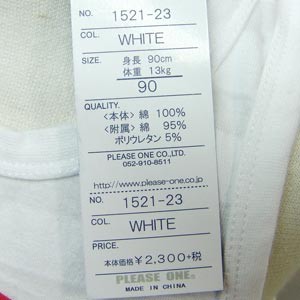 NO. 1521-23
COL. WHITE
SIZE. 身長 90cm
体重 13kg
90
QUALITY.
<本体> 綿 100%
<附属> 綿 95%
ポリウレタン 5%
PLEASE ONE CO.,LTD.
052-910-8511
http://www.please-one.co.jp
NO. 1521-23
COL. WHITE
PRICE.
本体価格 ¥2,300+税
PLEASE ONE.
MADE IN CHINA